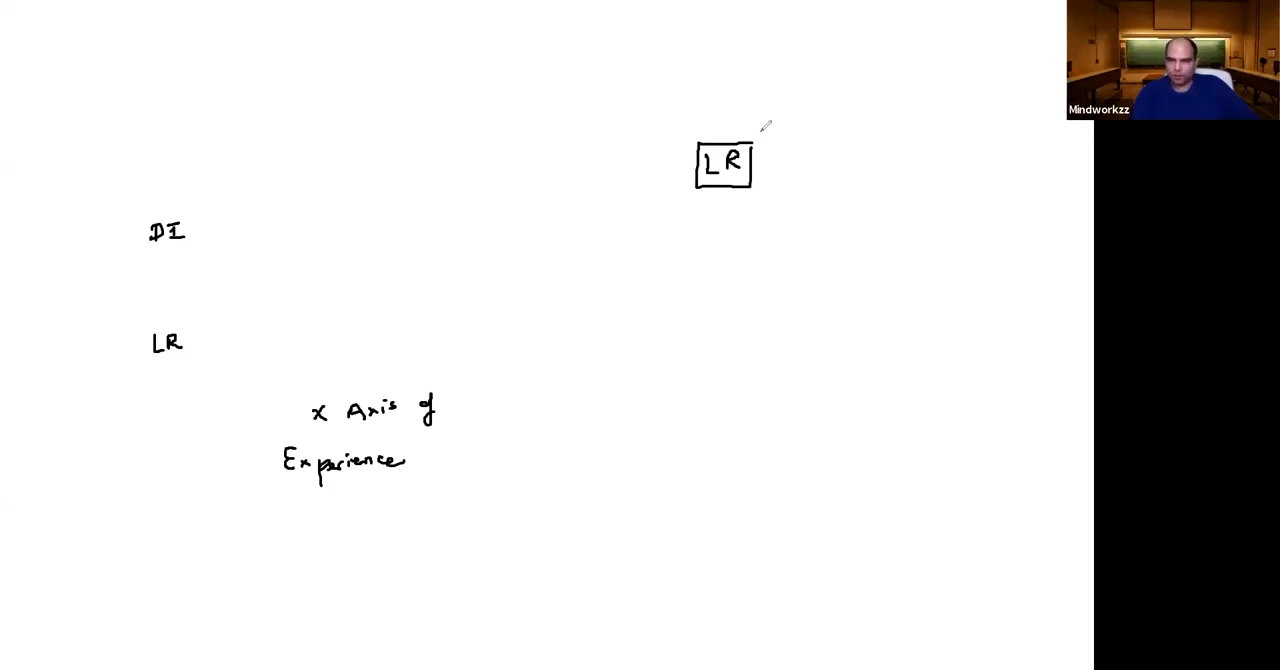 Mindworkzz
LR
DI
LR
x Axis of
Experience